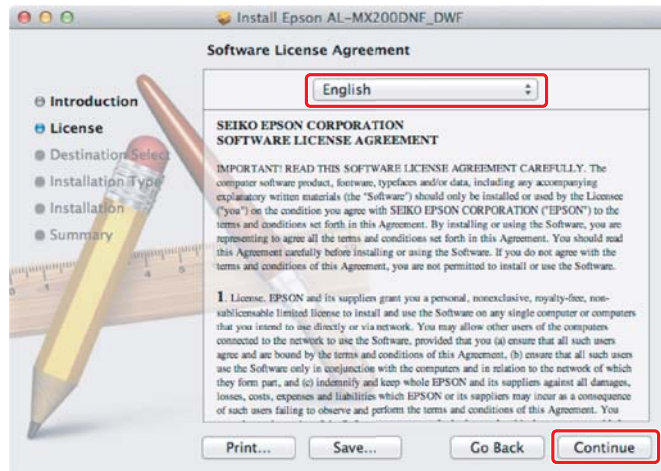 Install Epson AL-MX200DNF_DWF
Software License Agreement
Introduction
License
Destination Select
Installation Type
Installation
Summary
English
SEIKO EPSON CORPORATION
SOFTWARE LICENSE AGREEMENT
IMPORTANT! READ THIS SOFTWARE LICENSE AGREEMENT CAREFULLY. The
computer software product, fontware, typefaces and/or data, including any accompanying
explanatory written materials (the "Software") should only be installed or used by the Licensee
("you") on the condition you agree with SEIKO EPSON CORPORATION ("EPSON") to the
terms and conditions set forth in this Agreement. By installing or using the Software, you are
representing to agree all the terms and conditions set forth in this Agreement. You should read
this Agreement carefully before installing or using the Software. If you do not agree with the
terms and conditions of this Agreement, you are not permitted to install or use the Software.
1. License. EPSON and its suppliers grant you a personal, nonexclusive, royalty-free, non-
sublicensable limited license to install and use the Software on any single computer or computers
that you intend to use directly or via network. You may allow other users of the computers
connected to the network to use the Software, provided that you (a) ensure that all such users
agree and are bound by the terms and conditions of this Agreement, (b) ensure that all such users
use the Software only in conjunction with the computers and in relation to the network of which
they form part, and (c) indemnify and keep whole EPSON and its suppliers against all damages,
losses, costs, expenses and liabilities which EPSON or its suppliers may incur as a consequence
of such users failing to observe and perform the terms and conditions of this Agreement. You
Print...
Save...
Go Back
Continue